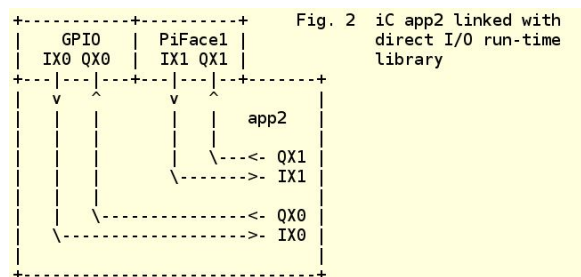 +-----------+----------+     Fig. 2  iC app2 linked with
|    GPIO   |  PiFace1 |             direct I/O run-time
|  IX0 QX0  |  IX1 QX1 |             library
+---|---|---+---|---|--+-------+
|   v   ^       v   ^          |
|   |   |       |   |   app2   |
|   |   |       |   |          |
|   |   |       |   \---<- QX1 |
|   |   |       \------->- IX1 |
|   |   |                      |
|   |   \---------------<- QX0 |
|   \------------------->- IX0 |
+------------------------------+